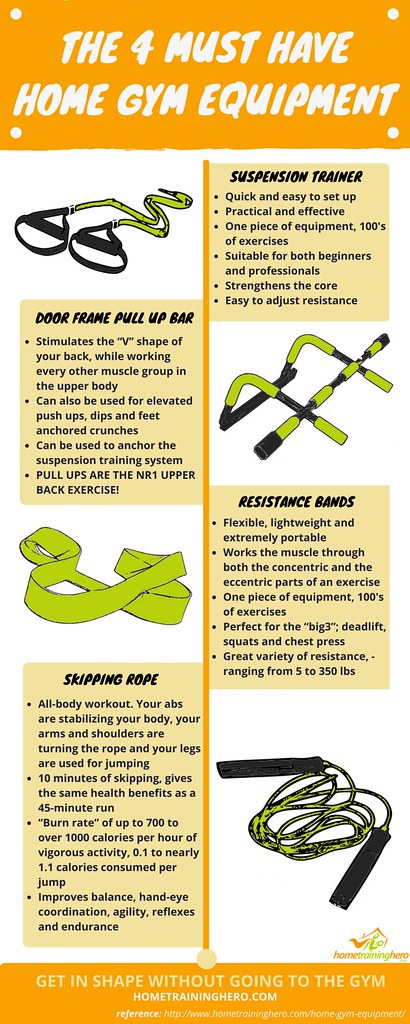 THE 4 MUST HAVE
HOME GYM EQUIPMENT
SUSPENSION TRAINER
• Quick and easy to set up
• Practical and effective
• One piece of equipment, 100's
of exercises
• Suitable for both beginners
and professionals
• Strengthens the core
• Easy to adjust resistance
DOOR FRAME PULL UP BAR
• Stimulates the “V” shape of
your back, while working
every other muscle group in
the upper body
• Can also be used for elevated
push ups, dips and feet
anchored crunches
• Can be used to anchor the
suspension training system
• PULL UPS ARE THE NR1 UPPER
BACK EXERCISE!
RESISTANCE BANDS
• Flexible, lightweight and
extremely portable
• Works the muscle through
both the concentric and the
eccentric parts of an exercise
• One piece of equipment, 100's
of exercises
• Perfect for the “big3”; deadlift,
squats and chest press
• Great variety of resistance, -
ranging from 5 to 350 lbs
SKIPPING ROPE
• All-body workout. Your abs
are stabilizing your body, your
arms and shoulders are
turning the rope and your legs
are used for jumping
• 10 minutes of skipping, gives
the same health benefits as a
45-minute run
• “Burn rate” of up to 700 to
over 1000 calories per hour of
vigorous activity, 0.1 to nearly
1.1 calories consumed per
jump
• Improves balance, hand-eye
coordination, agility, reflexes
and endurance
hometraininghero
GET IN SHAPE WITHOUT GOING TO THE GYM
HOMETRAININGHERO.COM
reference: http://www.hometraininghero.com/home-gym-equipment/